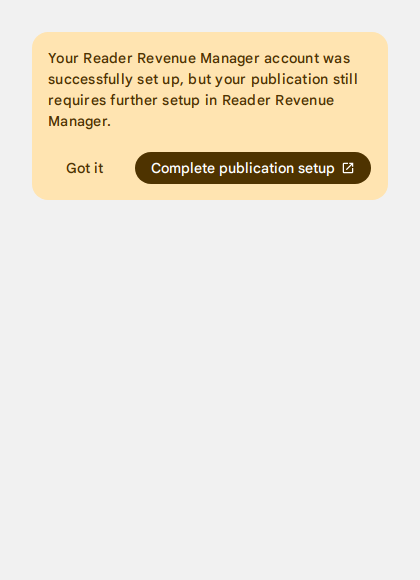 Your Reader Revenue Manager account was
successfully set up, but your publication still
requires further setup in Reader Revenue
Manager.
Got it
Complete publication setup